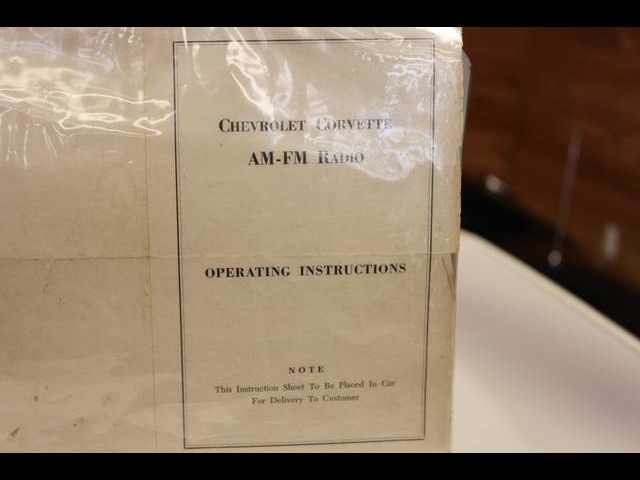 CHEVROLET CORVETTE
AM-FM RADIO
OPERATING INSTRUCTIONS
NOTE
This Instruction Sheet To Be Placed In Car
For Delivery To Customer